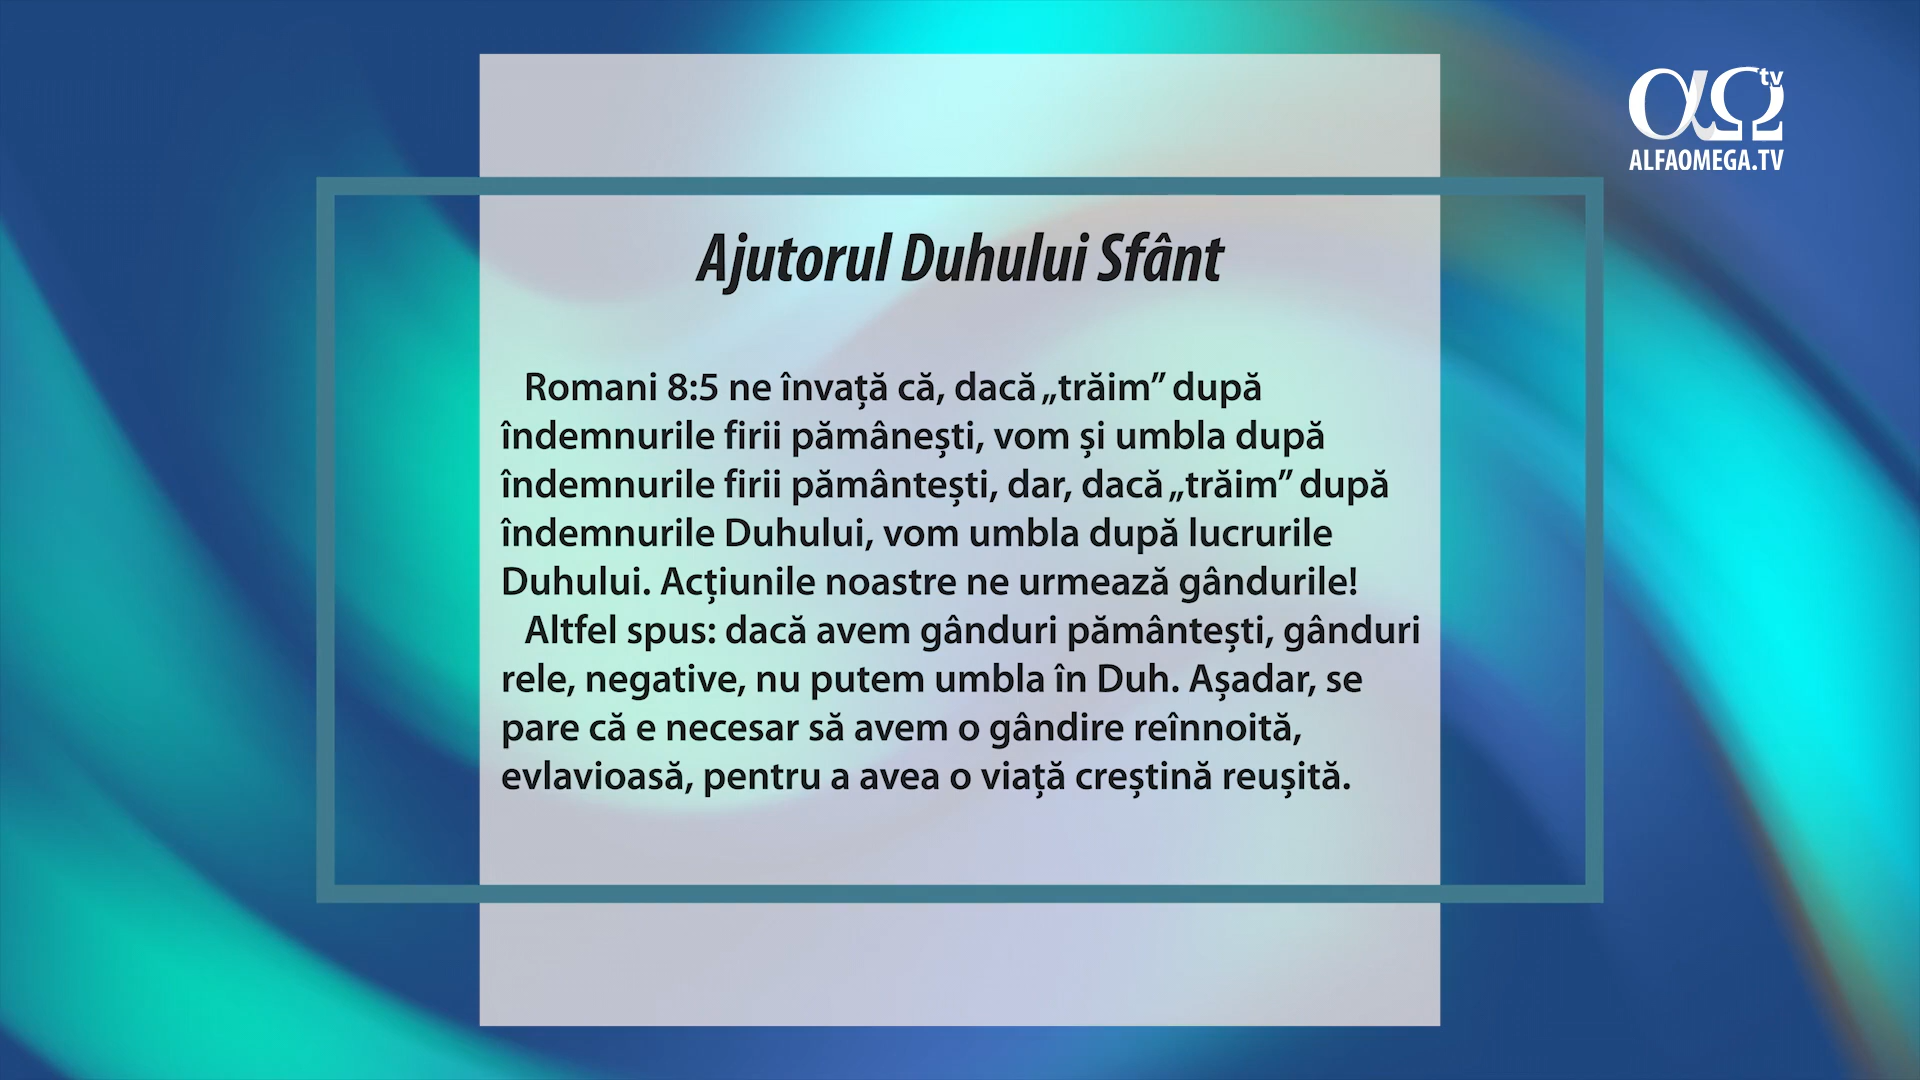 αΩ tv
ALFAOMEGA.TV
Ajutorul Duhului Sfânt
Romani 8:5 ne învață că, dacă „trăim” după
îndemnurile firii pămânești, vom și umbla după
îndemnurile firii pământești, dar, dacă „trăim” după
îndemnurile Duhului, vom umbla după lucrurile
Duhului. Acțiunile noastre ne urmează gândurile!
Altfel spus: dacă avem gânduri pământești, gânduri
rele, negative, nu putem umbla în Duh. Așadar, se
pare că e necesar să avem o gândire reînnoită,
evlavioasă, pentru a avea o viață creștină reușită.